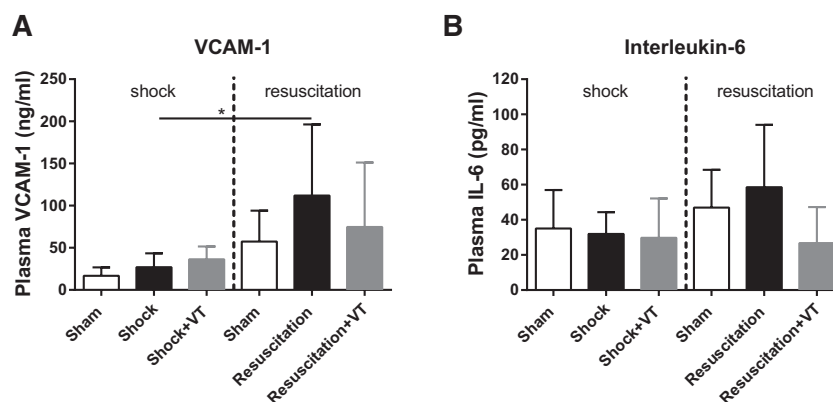 A
VCAM-1
Plasma VCAM-1 (ng/ml)
250
200
150
100
50
0
shock
resuscitation
*
Sham
Shock
Shock+VT
Sham
Resuscitation
Resuscitation+VT
B
Interleukin-6
Plasma IL-6 (pg/ml)
120
100
80
60
40
20
0
shock
resuscitation
Sham
Shock
Shock+VT
Sham
Resuscitation
Resuscitation+VT